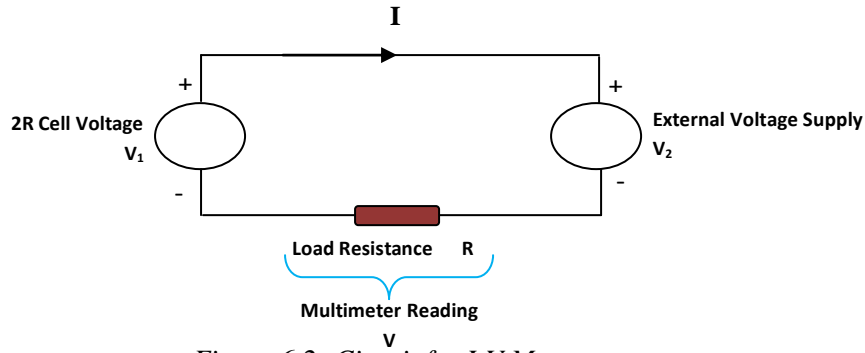 I
+
+
2R Cell Voltage
V₁
External Voltage Supply
V₂
-
-
Load Resistance R
Multimeter Reading
V